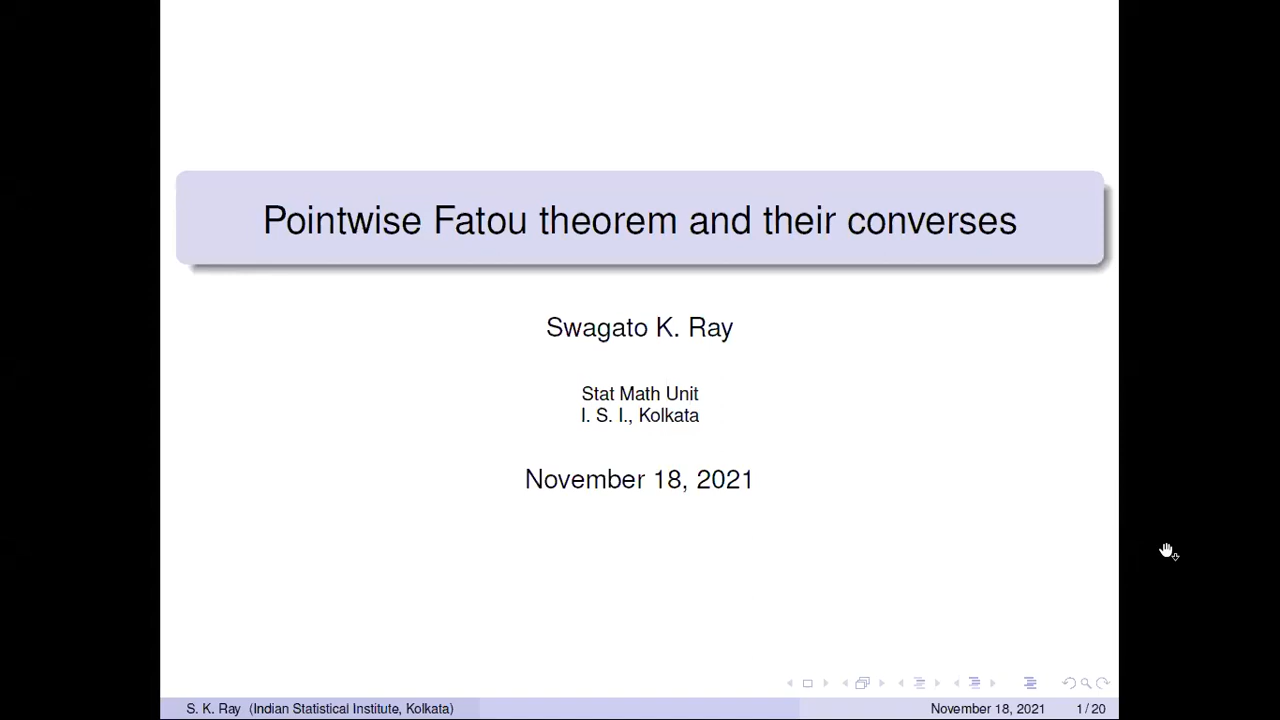 Pointwise Fatou theorem and their converses
Swagato K. Ray
Stat Math Unit
I. S. I., Kolkata
November 18, 2021
S. K. Ray (Indian Statistical Institute, Kolkata)
November 18, 2021
1 / 20